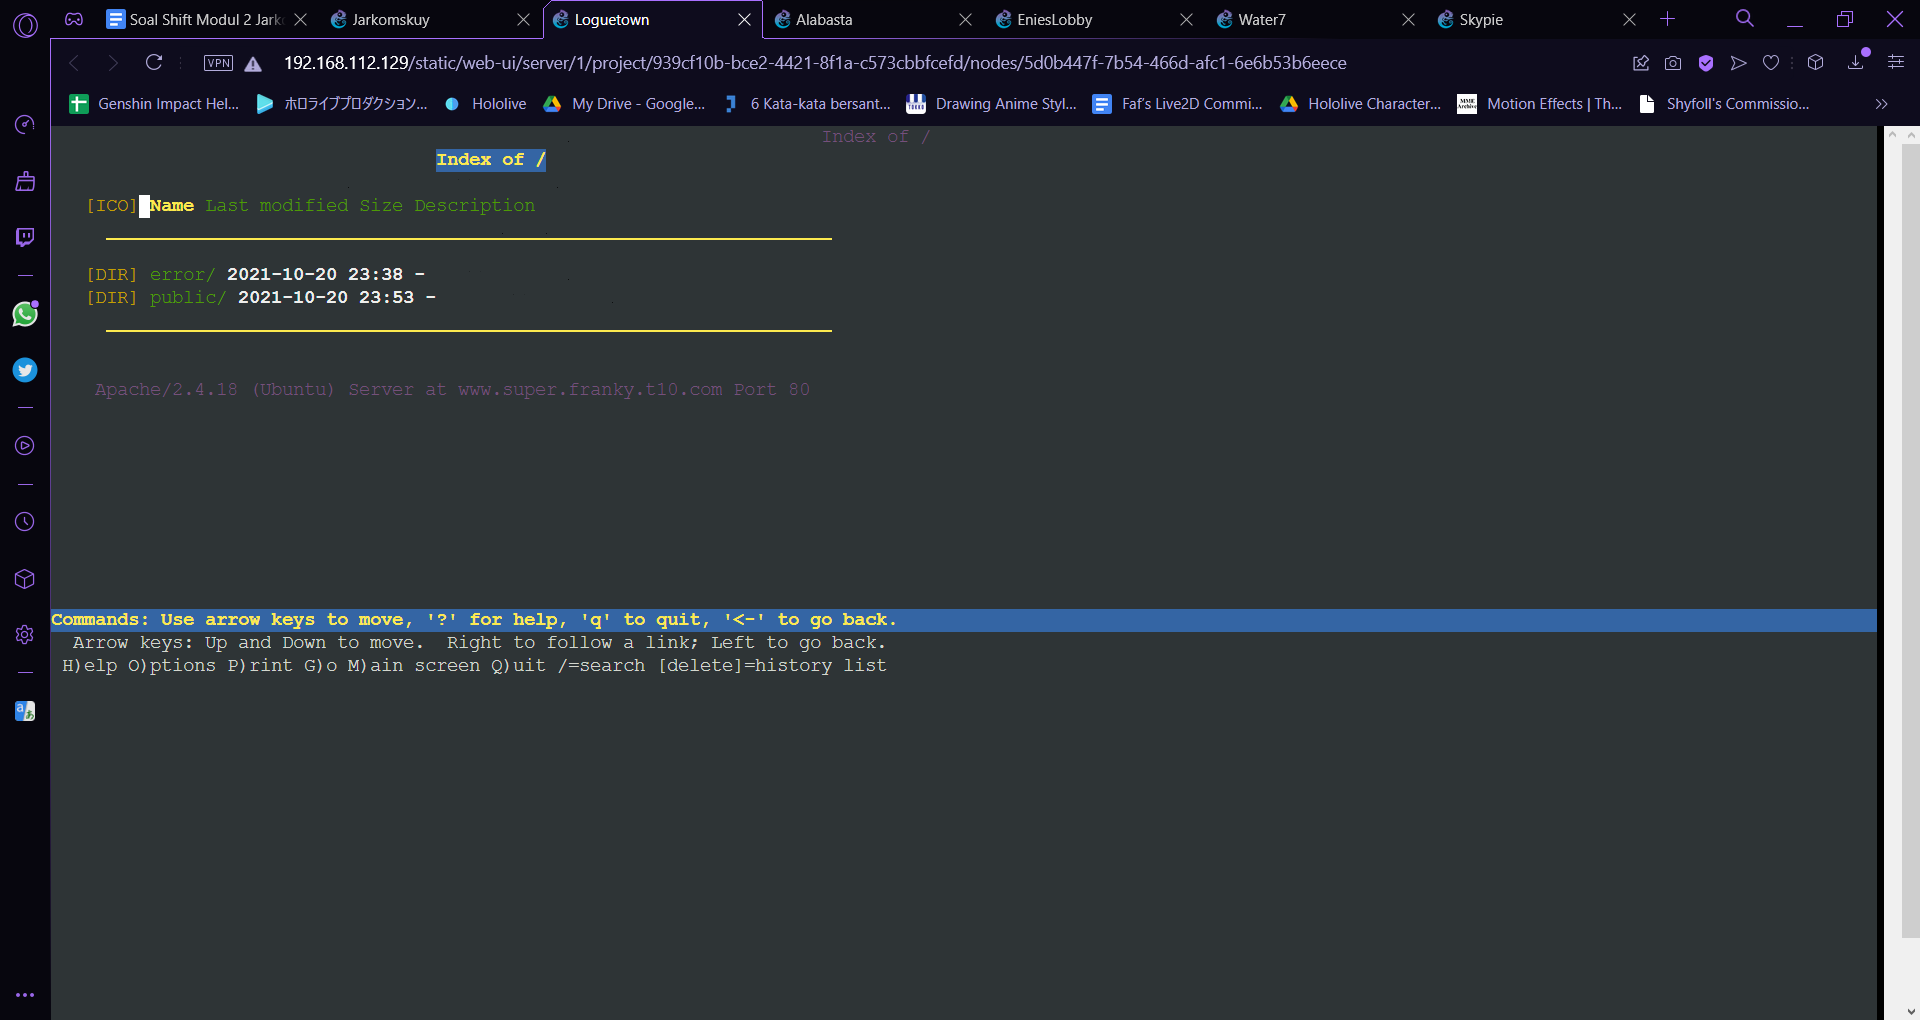 Soal Shift Modul 2 Jark
Jarkomskuy
Loguetown
Alabasta
EniesLobby
Water7
Skypie
VPN
192.168.112.129/static/web-ui/server/1/project/939cf10b-bce2-4421-8f1a-c573cbbfcefd/nodes/5d0b447f-7b54-466d-afc1-6e6b53b6eece
Genshin Impact Hel...
ホロライブプロダクション...
Hololive
My Drive - Google...
6 Kata-kata bersant...
Drawing Anime Styl...
Faf's Live2D Commi...
Hololive Character...
Motion Effects | Th...
Shyfoll's Commissio...
Index of /
Index of /
[ICO] Name Last modified Size Description
[DIR] error/ 2021-10-20 23:38 -
[DIR] public/ 2021-10-20 23:53 -
Apache/2.4.18 (Ubuntu) Server at www.super.franky.t10.com Port 80
Commands: Use arrow keys to move, '?' for help, 'q' to quit, '<-' to go back.
Arrow keys: Up and Down to move. Right to follow a link; Left to go back.
H)elp O)ptions P)rint G)o M)ain screen Q)uit /=search [delete]=history list